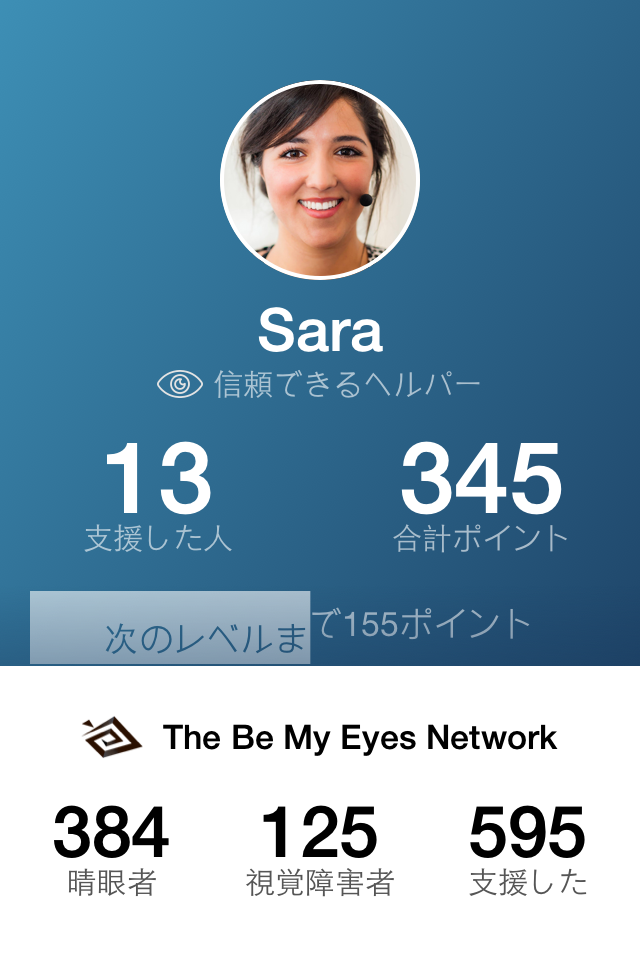 Sara
信頼できるヘルパー
13 345
支援した人 合計ポイント
次のレベルまで155ポイント
The Be My Eyes Network
384 125 595
晴眼者 視覚障害者 支援した